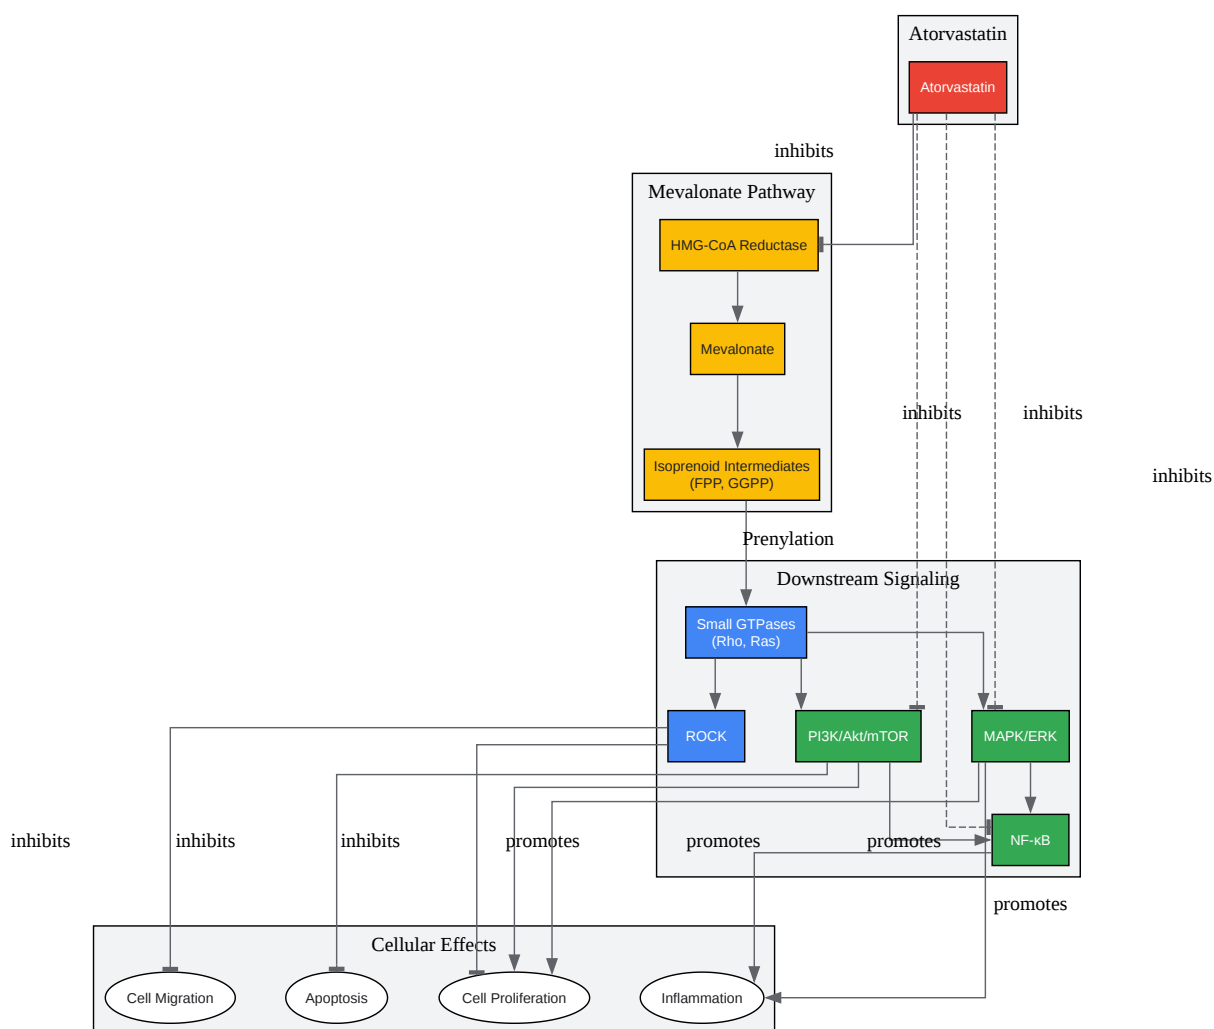 Atorvastatin
Atorvastatin
inhibits
Mevalonate Pathway
HMG-CoA Reductase
Mevalonate
inhibits
inhibits
Isoprenoid Intermediates
(FPP, GGPP)
inhibits
Prenylation
Downstream Signaling
Small GTPases
(Rho, Ras)
ROCK
PI3K/Akt/mTOR
MAPK/ERK
inhibits
inhibits
inhibits
promotes
promotes
promotes
NF-κB
promotes
Cellular Effects
Cell Migration
Apoptosis
Cell Proliferation
Inflammation